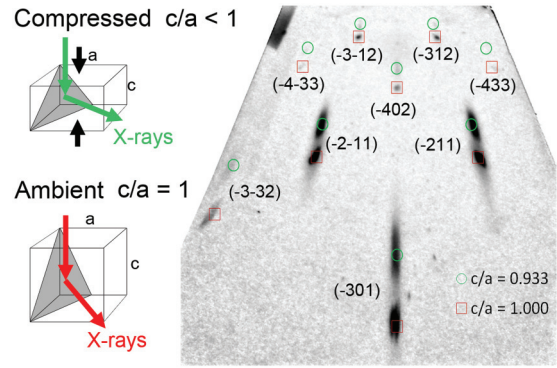 Compressed c/a < 1
a
c
X-rays
Ambient c/a = 1
a
c
X-rays
(-3-12)
(-312)
(-4-33)
(-433)
(-402)
(-2-11)
(-211)
(-3-32)
(-301)
c/a = 0.933
c/a = 1.000